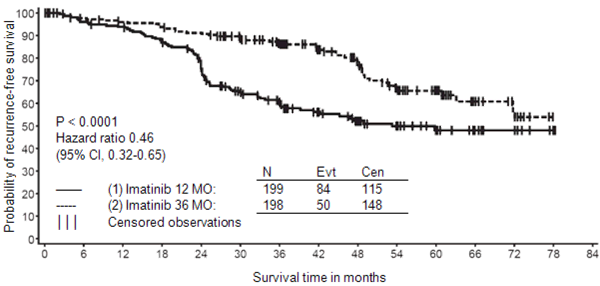 Probability of recurrence-free survival
100
90
80
70
60
50
40
30
20
10
0
P < 0.0001
Hazard ratio 0.46
(95% CI, 0.32-0.65)
N Evt Cen
(1) Imatinib 12 MO: 199 84 115
(2) Imatinib 36 MO: 198 50 148
||| Censored observations
0 6 12 18 24 30 36 42 48 54 60 66 72 78 84
Survival time in months